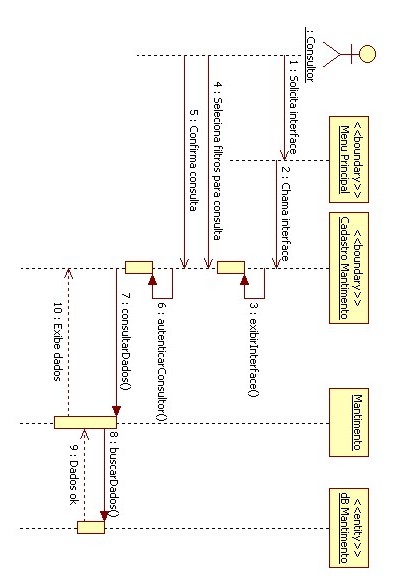 : Consultor
<<boundary>>
Menu Principal
<<boundary>>
Cadastro Mantimento
Mantimento
<<entity>>
dB Mantimento
1 : Solicita interface
2 : Chama interface
3 : exibirInterface()
4 : Seleciona filtros para consulta
5 : Confirma consulta
6 : autenticarConsultor()
7 : consultarDados()
8 : buscarDados()
9 : Dados ok
10 : Exibe dados